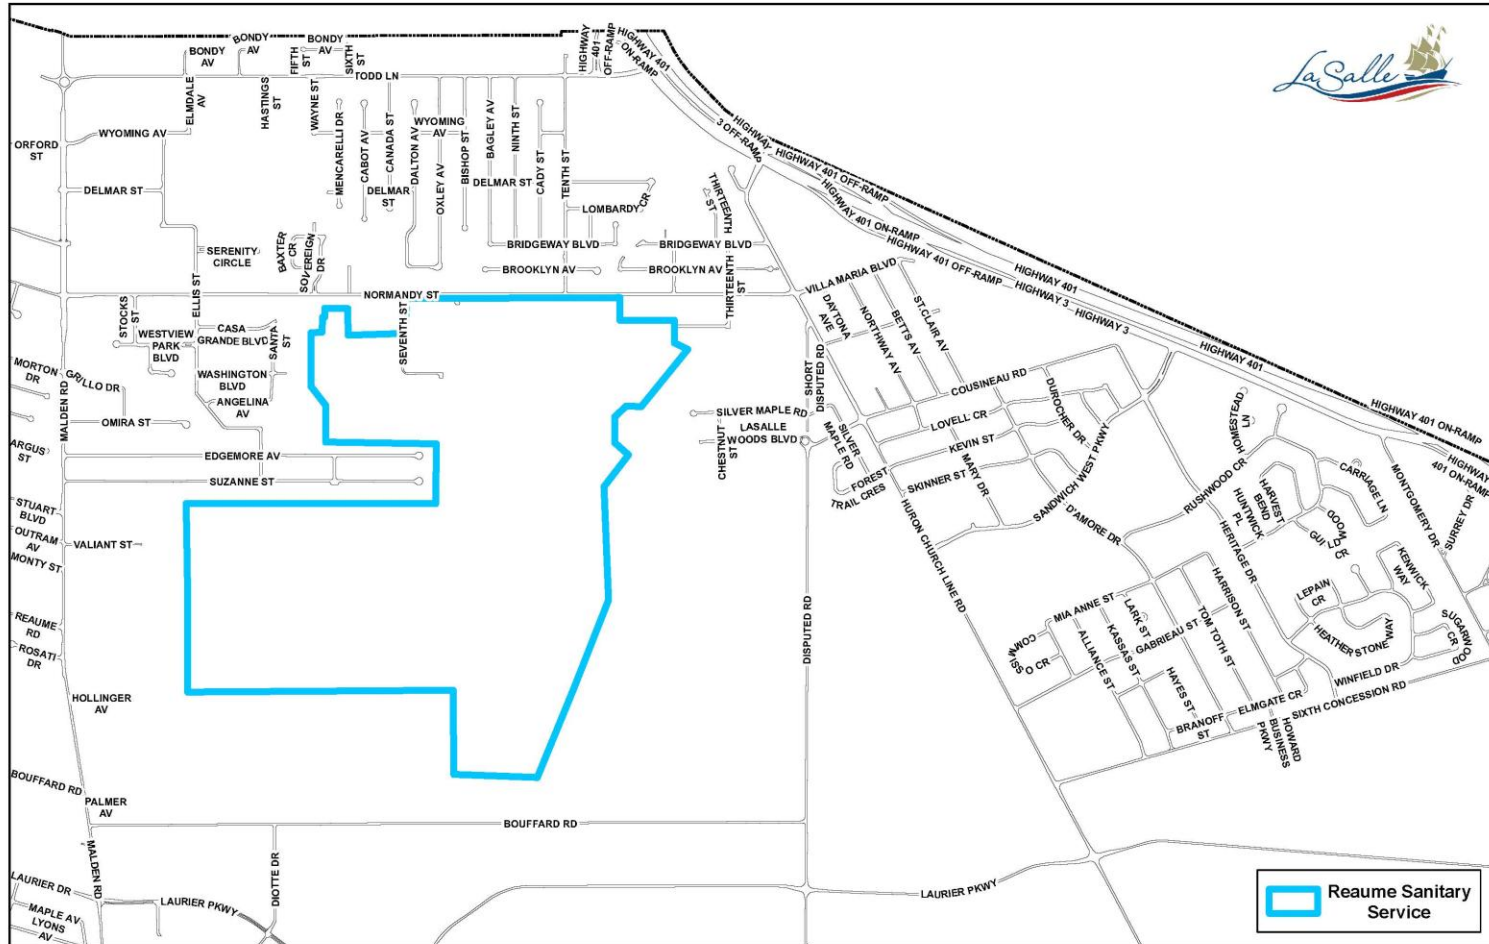 LaSalle
BONDY
AV
BONDY
AV
FIFTH
ST
BONDY
AV
SIXTH
ST
HIGHWAY
401
OFF-RAMP
HIGHWAY 401
ON-RAMP
TODD LN
ELMDALE
AV
HASTINGS
ST
WAYNE ST
WYOMING AV
ORFORD
ST
MENCARELLI DR
CABOT AV
CANADA ST
DALTON AV
WYOMING
AV
OXLEY AV
BISHOP ST
BAGLEY AV
NINTH ST
CADY ST
TENTH ST
3 OFF-RAMP
HIGHWAY
HIGHWAY 401 OFF-RAMP
HIGHWAY 401 ON-RAMP
HIGHWAY 401 OFF-RAMP
HIGHWAY 401
HIGHWAY 3
HIGHWAY 3
HIGHWAY 401
HIGHWAY 401 ON-RAMP
HIGHWAY
401 ON-RAMP
DELMAR ST
DELMAR
ST
DELMAR ST
LOMBARDY
CR
THIRTEENTH
ST
SERENITY
CIRCLE
BAXTER
CR
SOVEREIGN
DR
BRIDGEWAY BLVD
BRIDGEWAY BLVD
BROOKLYN AV
BROOKLYN AV
THIRTEENTH
ST
NORMANDY ST
SEVENTH ST
ELLIS ST
STOCKS
ST
WESTVIEW
PARK
BLVD
CASA
GRANDE BLVD
SANTA
ST
WASHINGTON
BLVD
ANGELINA
AV
MORTON
DR
GRILLO DR
MALDEN RD
OMIRA ST
ARGUS
ST
EDGEMORE AV
SUZANNE ST
STUART
BLVD
OUTRAM
AV
VALIANT ST
MONTY ST
REAUME
RD
ROSATI
DR
HOLLINGER
AV
BOUFFARD RD
PALMER
AV
BOUFFARD RD
MALDEN RD
LAURIER DR
MAPLE AV
LYONS
AV
LAURIER PKWY
DIOTTE DR
LAURIER PKWY
VILLA MARIA BLVD
DAYTONA
AVE
NORTHWAY AV
BETTS AV
ST.CLAIR AV
SHORT
DISPUTED RD
SILVER MAPLE RD
LASALLE
WOODS BLVD
CHESTNUT
ST
SILVER
MAPLE RD
FOREST
TRAIL CRES
COUSINEAU RD
LOVELL CR
KEVIN ST
SKINNER ST
MARY DR
DUROCHER DR
SANDWICH WEST PKWY
D'AMORE DR
HURON CHURCH LINE RD
DISPUTED RD
HOMESTEAD
LN
RUSHWOOD CR
HARVEST
BEND
HUNTWICK
PL
HERITAGE DR
CARRIAGE LN
GUILDWOOD
CR
MONTGOMERY DR
SURREY DR
KENWICK
WAY
LEPAIN
CR
HEATHERSTONE WAY
SUGARWOOD
CR
WINFIELD DR
SIXTH CONCESSION RD
MIA ANNE ST
LARK ST
GABRIEAU ST
KASSAS ST
ALLIANCE ST
COMMISSO CR
HARRISON ST
TOM TOTH ST
HAYES ST
BRANOFF
ST
ELMGATE CR
HOWARD
BUSINESS
PKWY
Reaume Sanitary
Service